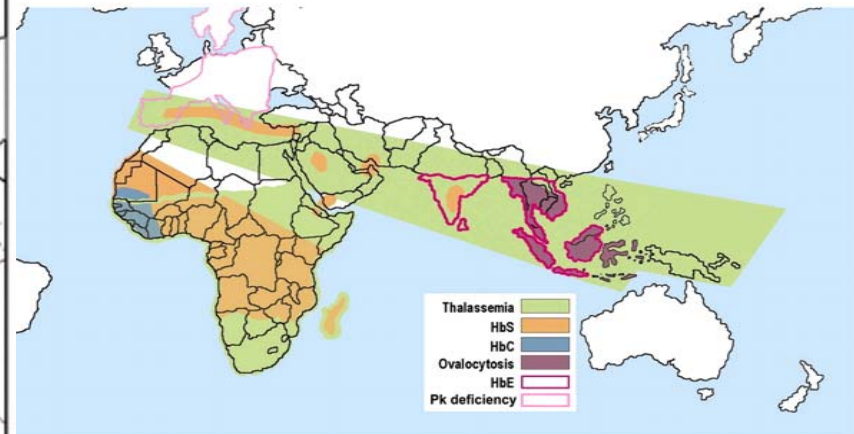 Thalassemia
HbS
HbC
Ovalocytosis
HbE
Pk deficiency